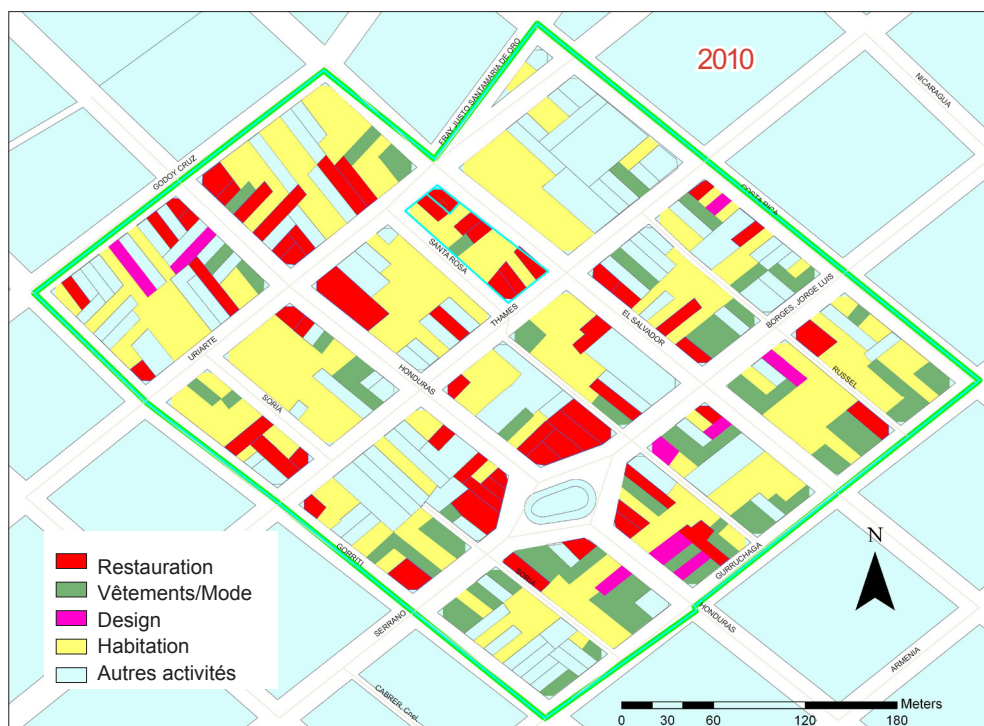 2010
NICARAGUA
FRAY JUSTO SANTAMARIA DE ORO
GODOY CRUZ
COSTA RICA
SANTA ROSA
THAMES
EL SALVADOR
BORGES, JORGE LUIS
URIARTE
HONDURAS
RUSSEL
SORIA
GORRITI
SORIA
GURRUCHAGA
SERRANO
HONDURAS
ARMENIA
CABRER, Cnel.
N
Restauration
Vêtements/Mode
Design
Habitation
Autres activités
Meters
0 30 60 120 180